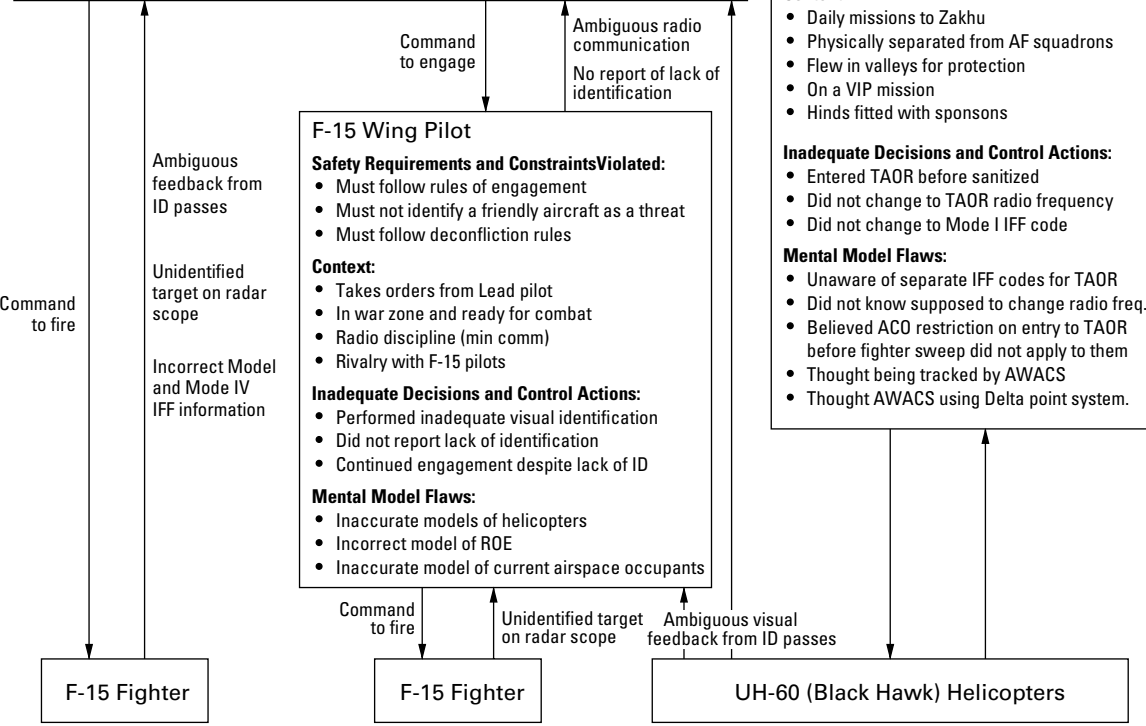 Command
to engage
Ambiguous radio
communication
No report of lack of
identification
• Daily missions to Zakhu
• Physically separated from AF squadrons
• Flew in valleys for protection
• On a VIP mission
• Hinds fitted with sponsons
Inadequate Decisions and Control Actions:
• Entered TAOR before sanitized
• Did not change to TAOR radio frequency
• Did not change to Mode I IFF code
Mental Model Flaws:
• Unaware of separate IFF codes for TAOR
• Did not know supposed to change radio freq.
• Believed ACO restriction on entry to TAOR
before fighter sweep did not apply to them
• Thought being tracked by AWACS
• Thought AWACS using Delta point system.
Command
to fire
Ambiguous
feedback from
ID passes
Unidentified
target on radar
scope
Incorrect Model
and Mode IV
IFF information
F-15 Wing Pilot
Safety Requirements and ConstraintsViolated:
• Must follow rules of engagement
• Must not identify a friendly aircraft as a threat
• Must follow deconfliction rules
Context:
• Takes orders from Lead pilot
• In war zone and ready for combat
• Radio discipline (min comm)
• Rivalry with F-15 pilots
Inadequate Decisions and Control Actions:
• Performed inadequate visual identification
• Did not report lack of identification
• Continued engagement despite lack of ID
Mental Model Flaws:
• Inaccurate models of helicopters
• Incorrect model of ROE
• Inaccurate model of current airspace occupants
Command
to fire
Unidentified target
on radar scope
Ambiguous visual
feedback from ID passes
F-15 Fighter
F-15 Fighter
UH-60 (Black Hawk) Helicopters